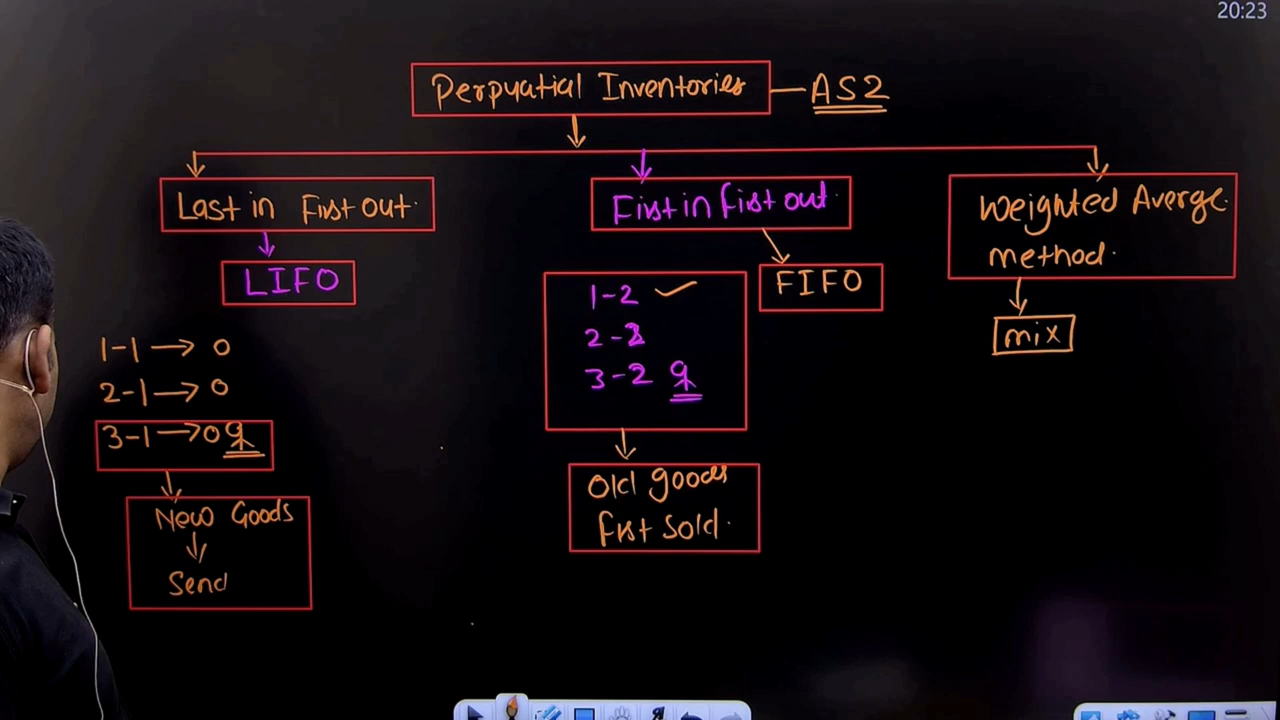 20:23
Perpuatial Inventories — AS2
Last in First out.
LIFO
1-1 → 0
2-1 → 0
3-1 → 0
New Goods
↓
Send
First in first out
FIFO
1-2 ✓
2-2
3-2
Old goods
first sold.
Weighted Averge
method.
mix